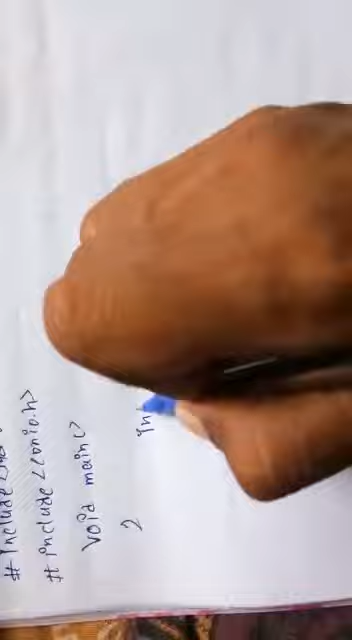 #include
#include <conio.h>
void main()
{
in